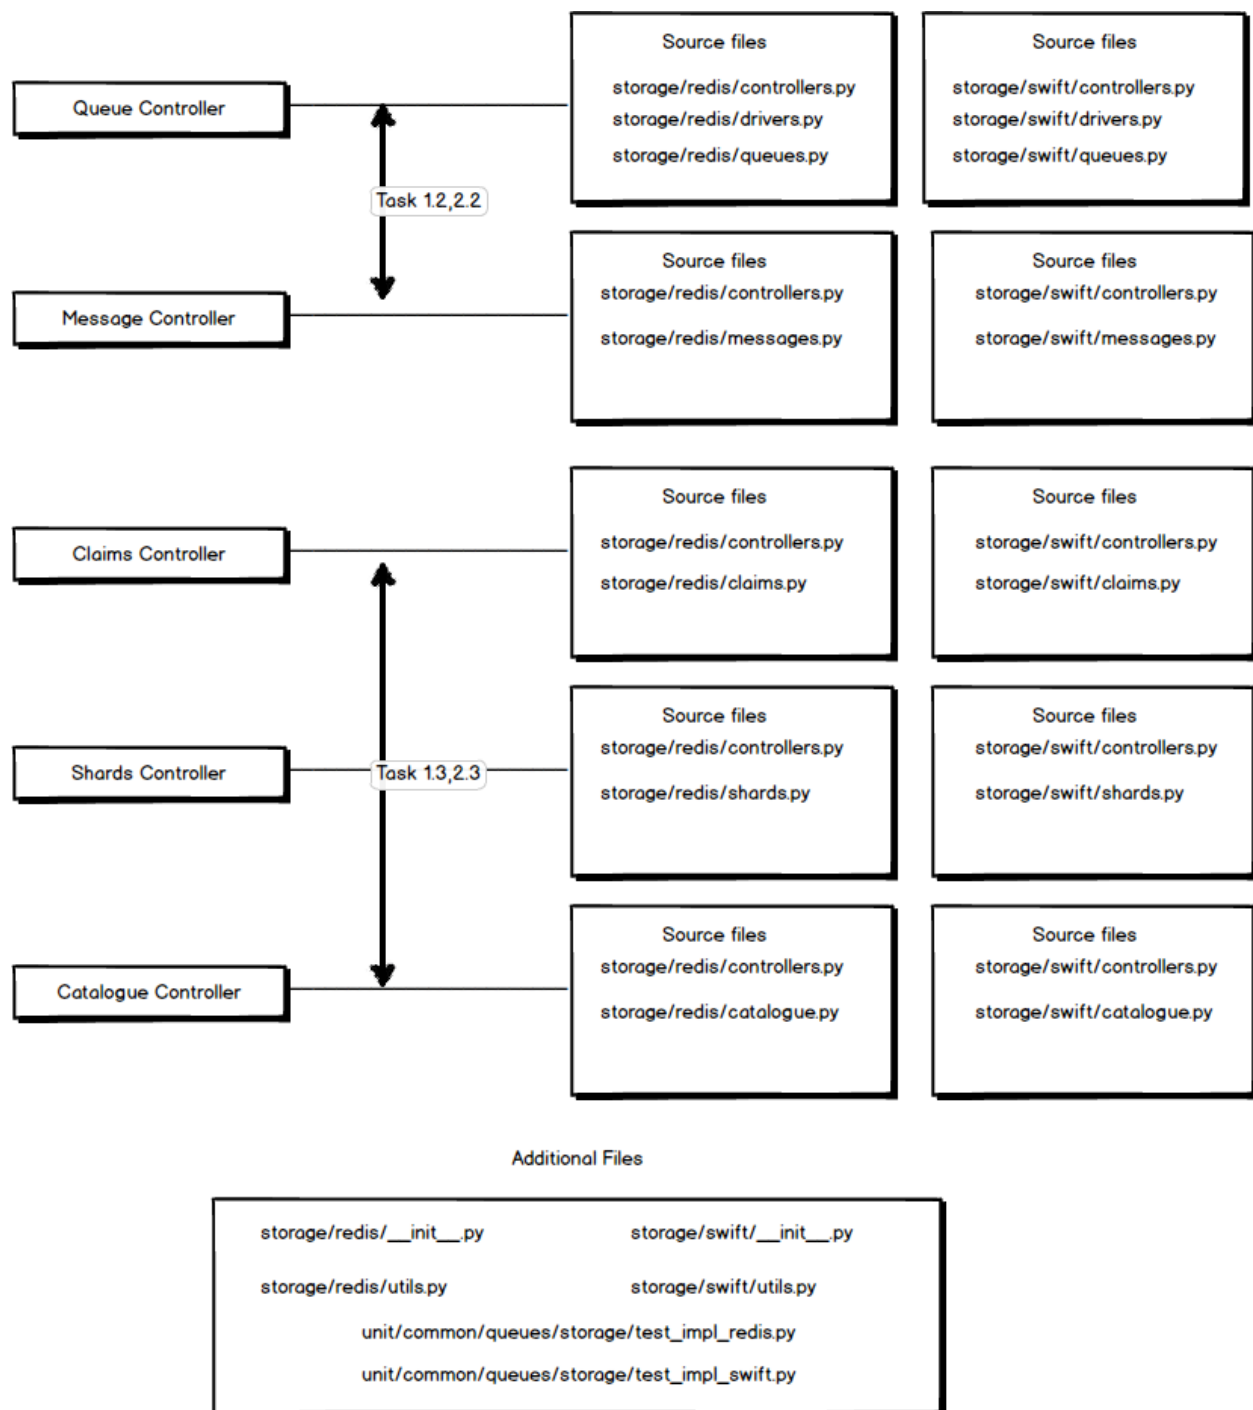 Queue Controller
Source files
storage/redis/controllers.py
storage/redis/drivers.py
storage/redis/queues.py
Source files
storage/swift/controllers.py
storage/swift/drivers.py
storage/swift/queues.py
Task 1.2,2.2
Message Controller
Source files
storage/redis/controllers.py
storage/redis/messages.py
Source files
storage/swift/controllers.py
storage/swift/messages.py
Claims Controller
Source files
storage/redis/controllers.py
storage/redis/claims.py
Source files
storage/swift/controllers.py
storage/swift/claims.py
Shards Controller
Task 1.3,2.3
Source files
storage/redis/controllers.py
storage/redis/shards.py
Source files
storage/swift/controllers.py
storage/swift/shards.py
Catalogue Controller
Source files
storage/redis/controllers.py
storage/redis/catalogue.py
Source files
storage/swift/controllers.py
storage/swift/catalogue.py
Additional Files
storage/redis/__init__.py
storage/swift/__init__.py
storage/redis/utils.py
storage/swift/utils.py
unit/common/queues/storage/test_impl_redis.py
unit/common/queues/storage/test_impl_swift.py